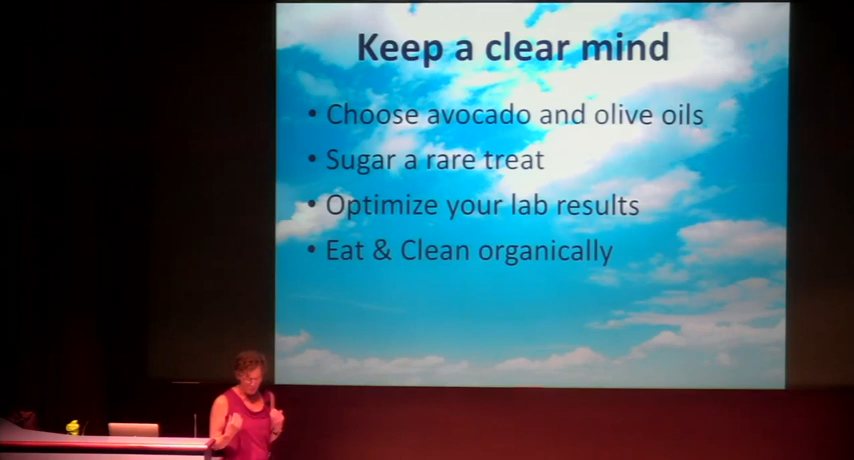 Keep a clear mind
• Choose avocado and olive oils
• Sugar a rare treat
• Optimize your lab results
• Eat & Clean organically